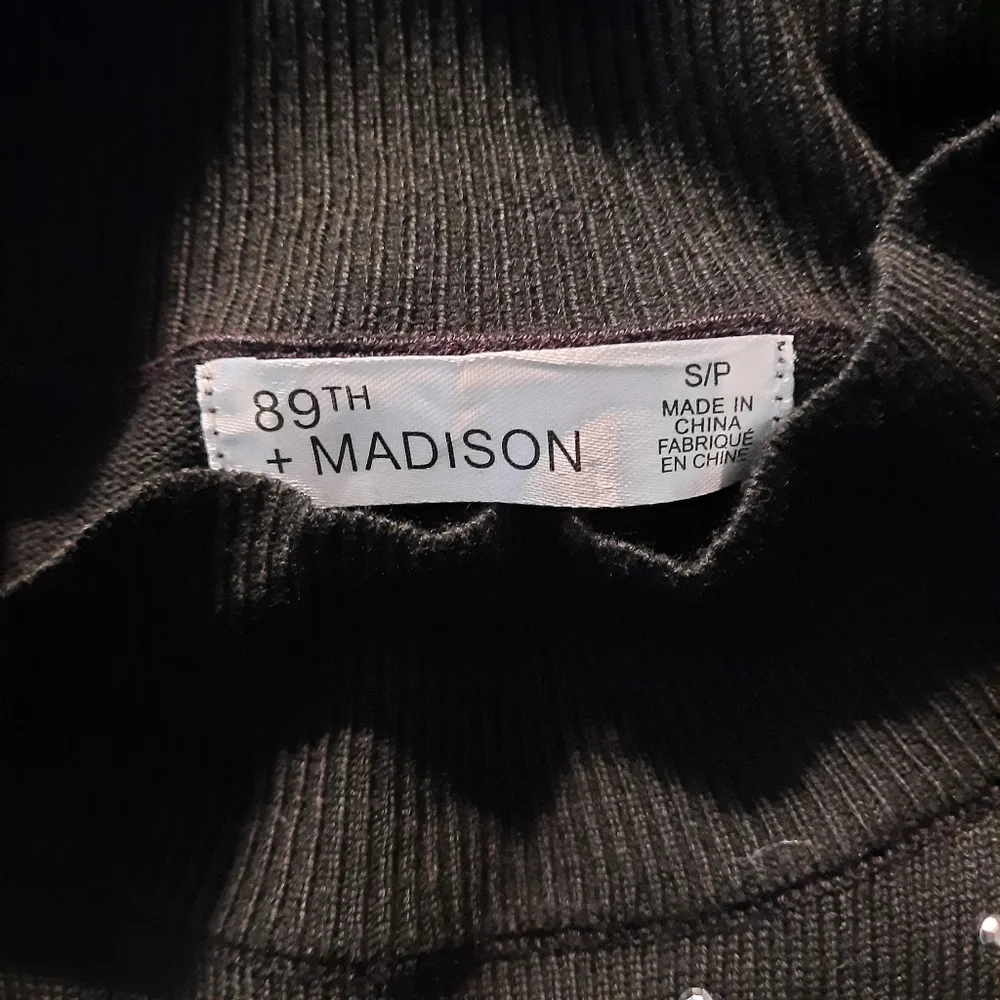 89TH
+ MADISON
S/P
MADE IN
CHINA
FABRIQUÉ
EN CHINE